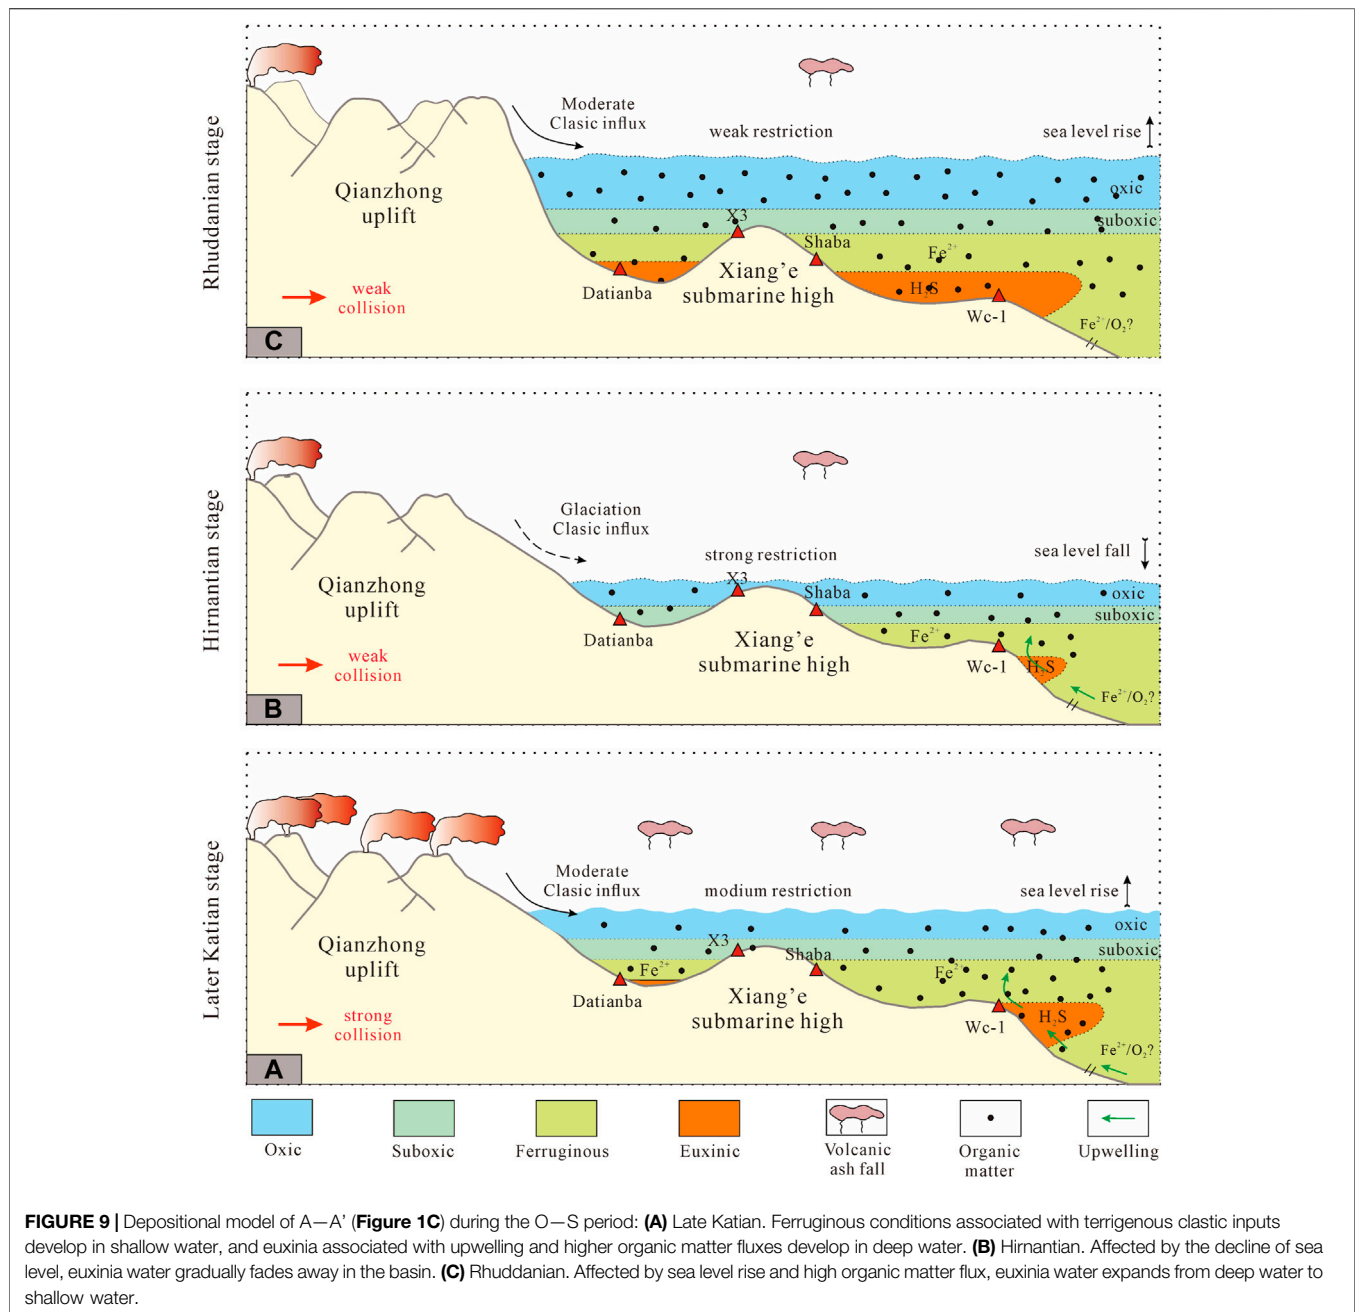 Rhuddanian stage
Moderate
Clasic influx
weak restriction
sea level rise
oxic
suboxic
Qianzhong
uplift
X3
Shaba
Fe²⁺
Xiang’e
submarine high
Datianba
H₂S
Wc-1
Fe²⁺/O₂?
weak
collision
C
Hirnantian stage
Glaciation
Clasic influx
strong restriction
sea level fall
X3
Shaba
oxic
suboxic
Qianzhong
uplift
Datianba
Xiang’e
submarine high
Fe²⁺
Wc-1
H₂S
Fe²⁺/O₂?
weak
collision
B
Later Katian stage
Moderate
Clasic influx
modium restriction
sea level rise
oxic
suboxic
Qianzhong
uplift
X3
Shaba
Fe²⁺
Fe²⁺
Datianba
Xiang’e
submarine high
Wc-1
H₂S
Fe²⁺/O₂?
strong
collision
A
Oxic
Suboxic
Ferruginous
Euxinic
Volcanic
ash fall
Organic
matter
Upwelling
FIGURE 9 | Depositional model of A—A’ (Figure 1C) during the O—S period: (A) Late Katian. Ferruginous conditions associated with terrigenous clastic inputs
develop in shallow water, and euxinia associated with upwelling and higher organic matter fluxes develop in deep water. (B) Hirnantian. Affected by the decline of sea
level, euxinia water gradually fades away in the basin. (C) Rhuddanian. Affected by sea level rise and high organic matter flux, euxinia water expands from deep water to
shallow water.